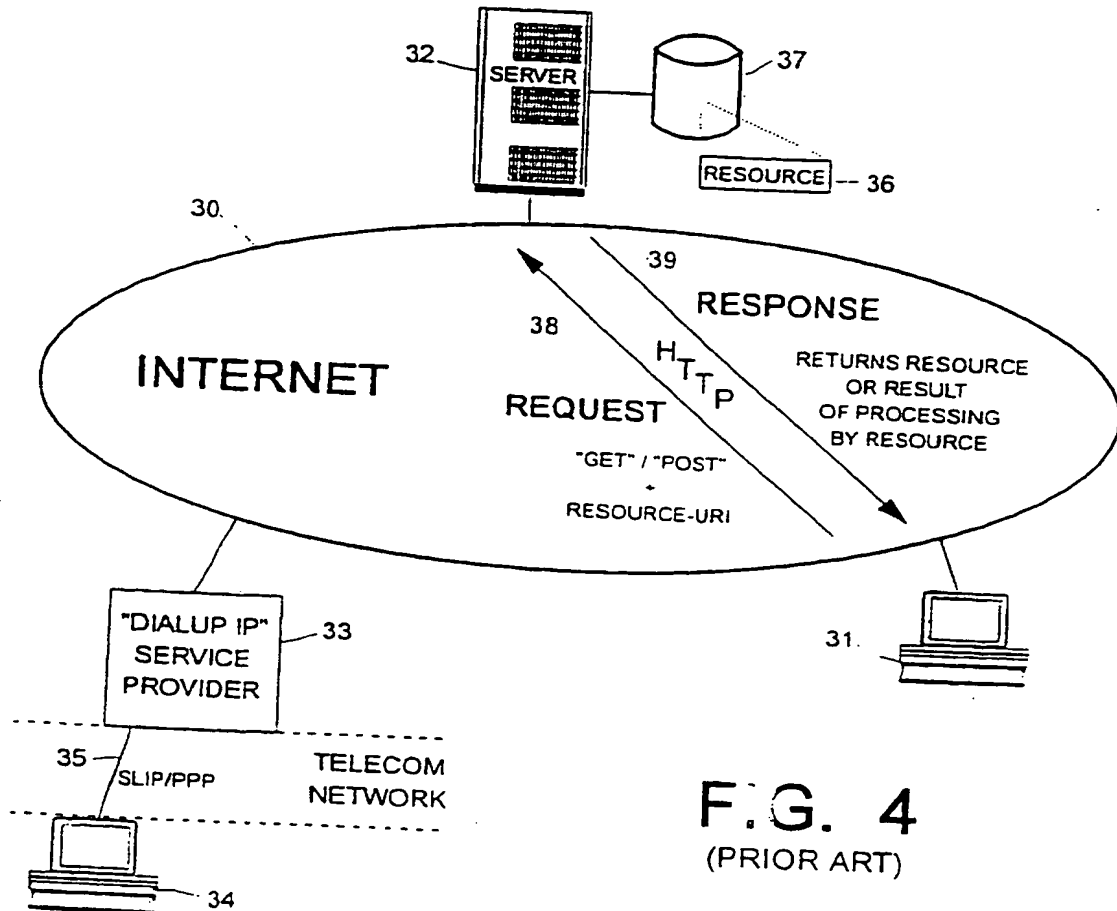 32
SERVER
37
RESOURCE
36
30
39
RESPONSE
38
HTTP
INTERNET
RETURNS RESOURCE
OR RESULT
OF PROCESSING
BY RESOURCE
REQUEST
"GET" / "POST"
+
RESOURCE-URI
"DIALUP IP"
SERVICE
PROVIDER
33
31
35
SLIP/PPP
TELECOM
NETWORK
34
F.G. 4
(PRIOR ART)